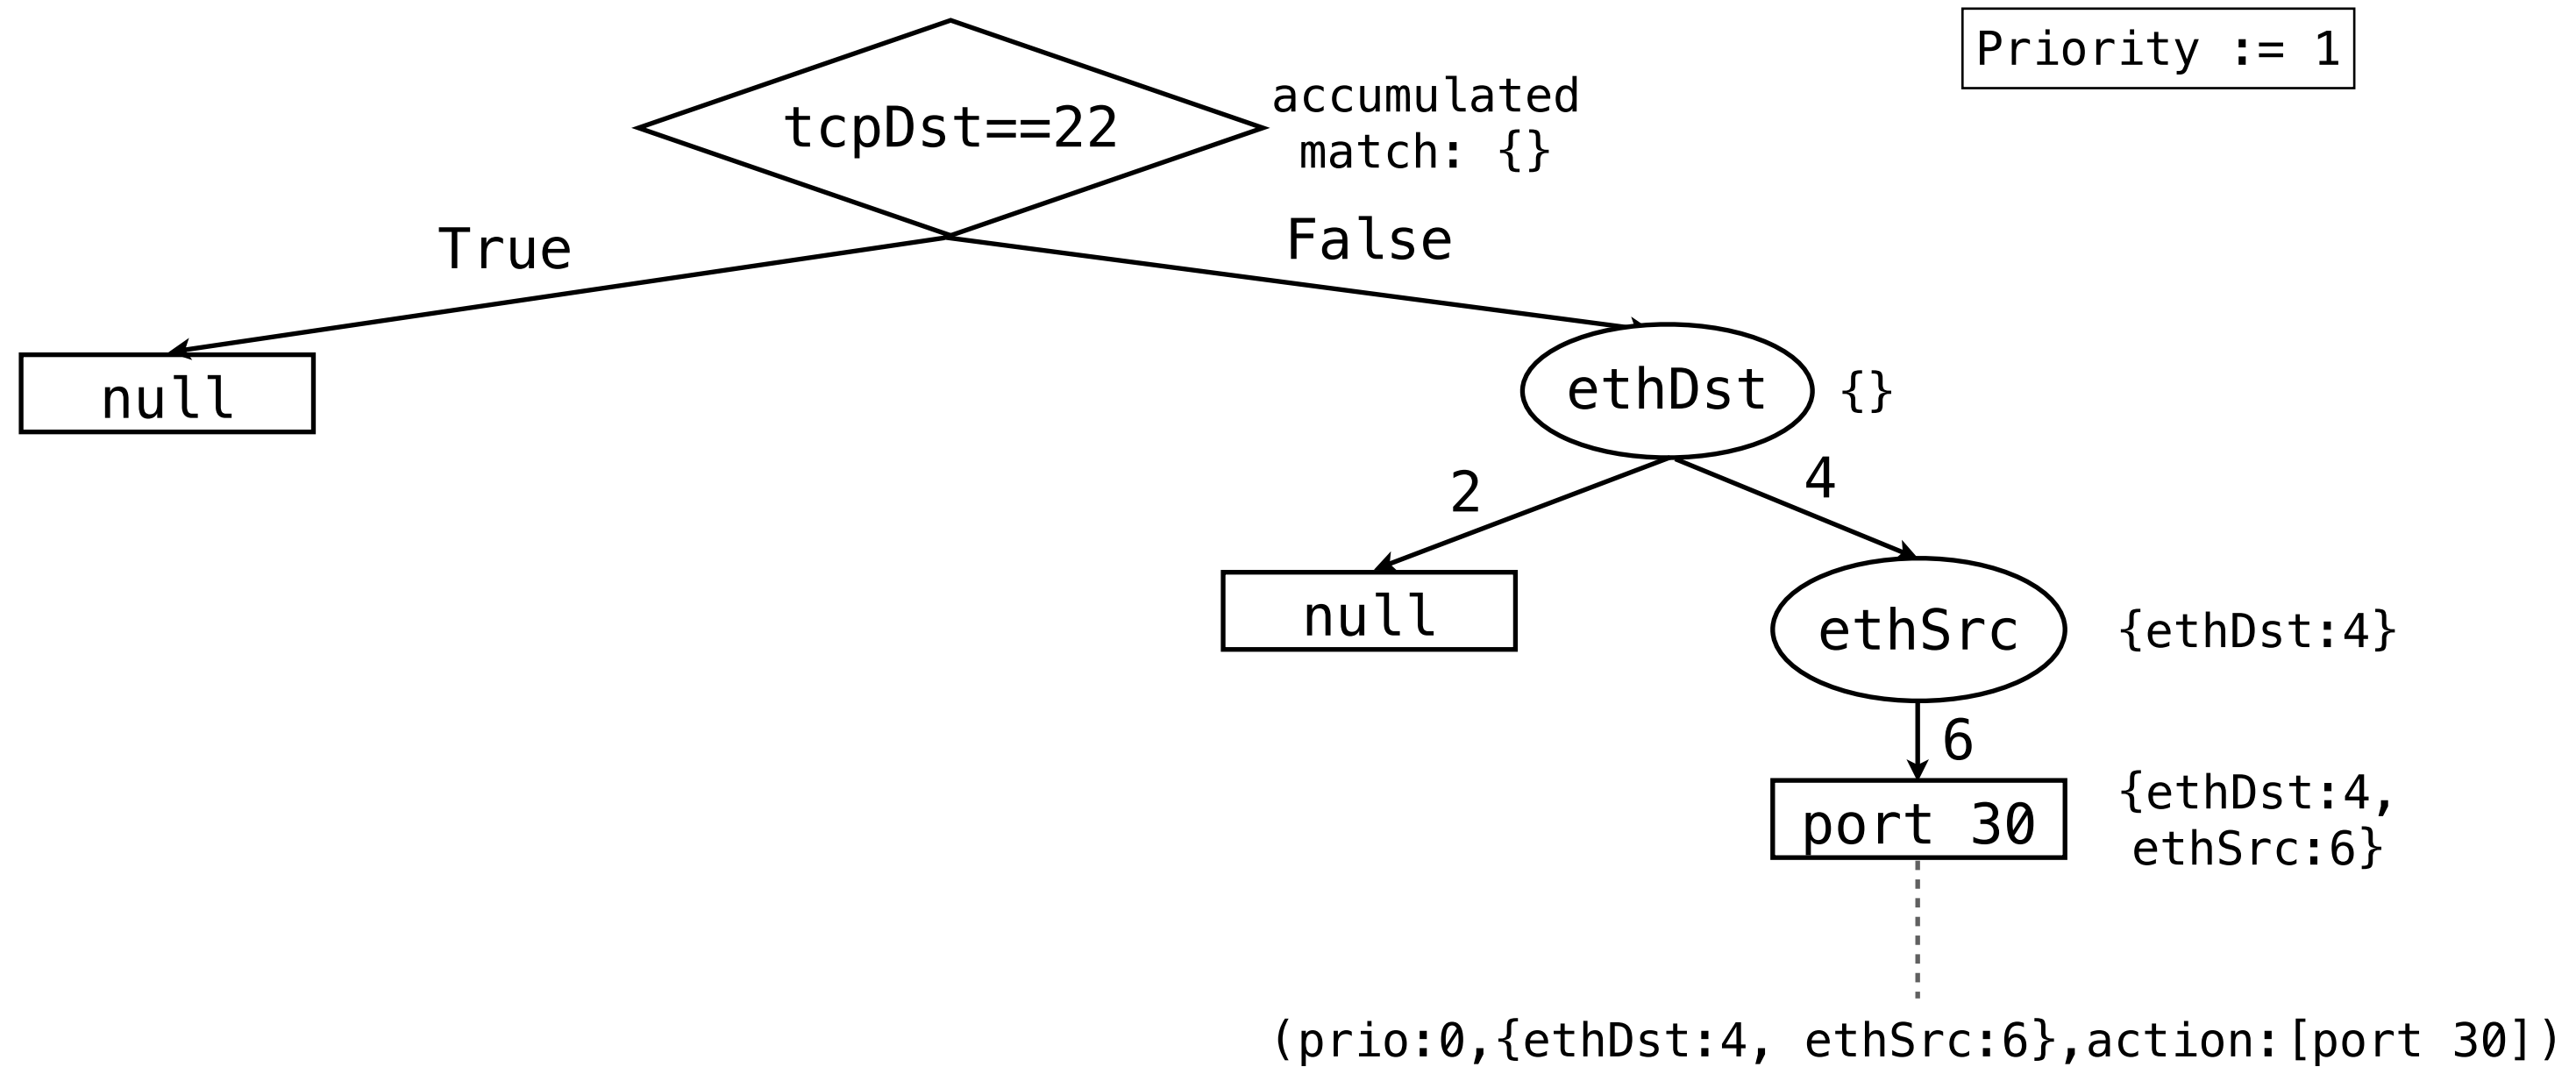 Priority := 1
tcpDst==22
accumulated
match: {}
True
False
null
ethDst
{}
2
4
null
ethSrc
{ethDst:4}
6
port 30
{ethDst:4,
ethSrc:6}
(prio:0,{ethDst:4, ethSrc:6},action:[port 30])